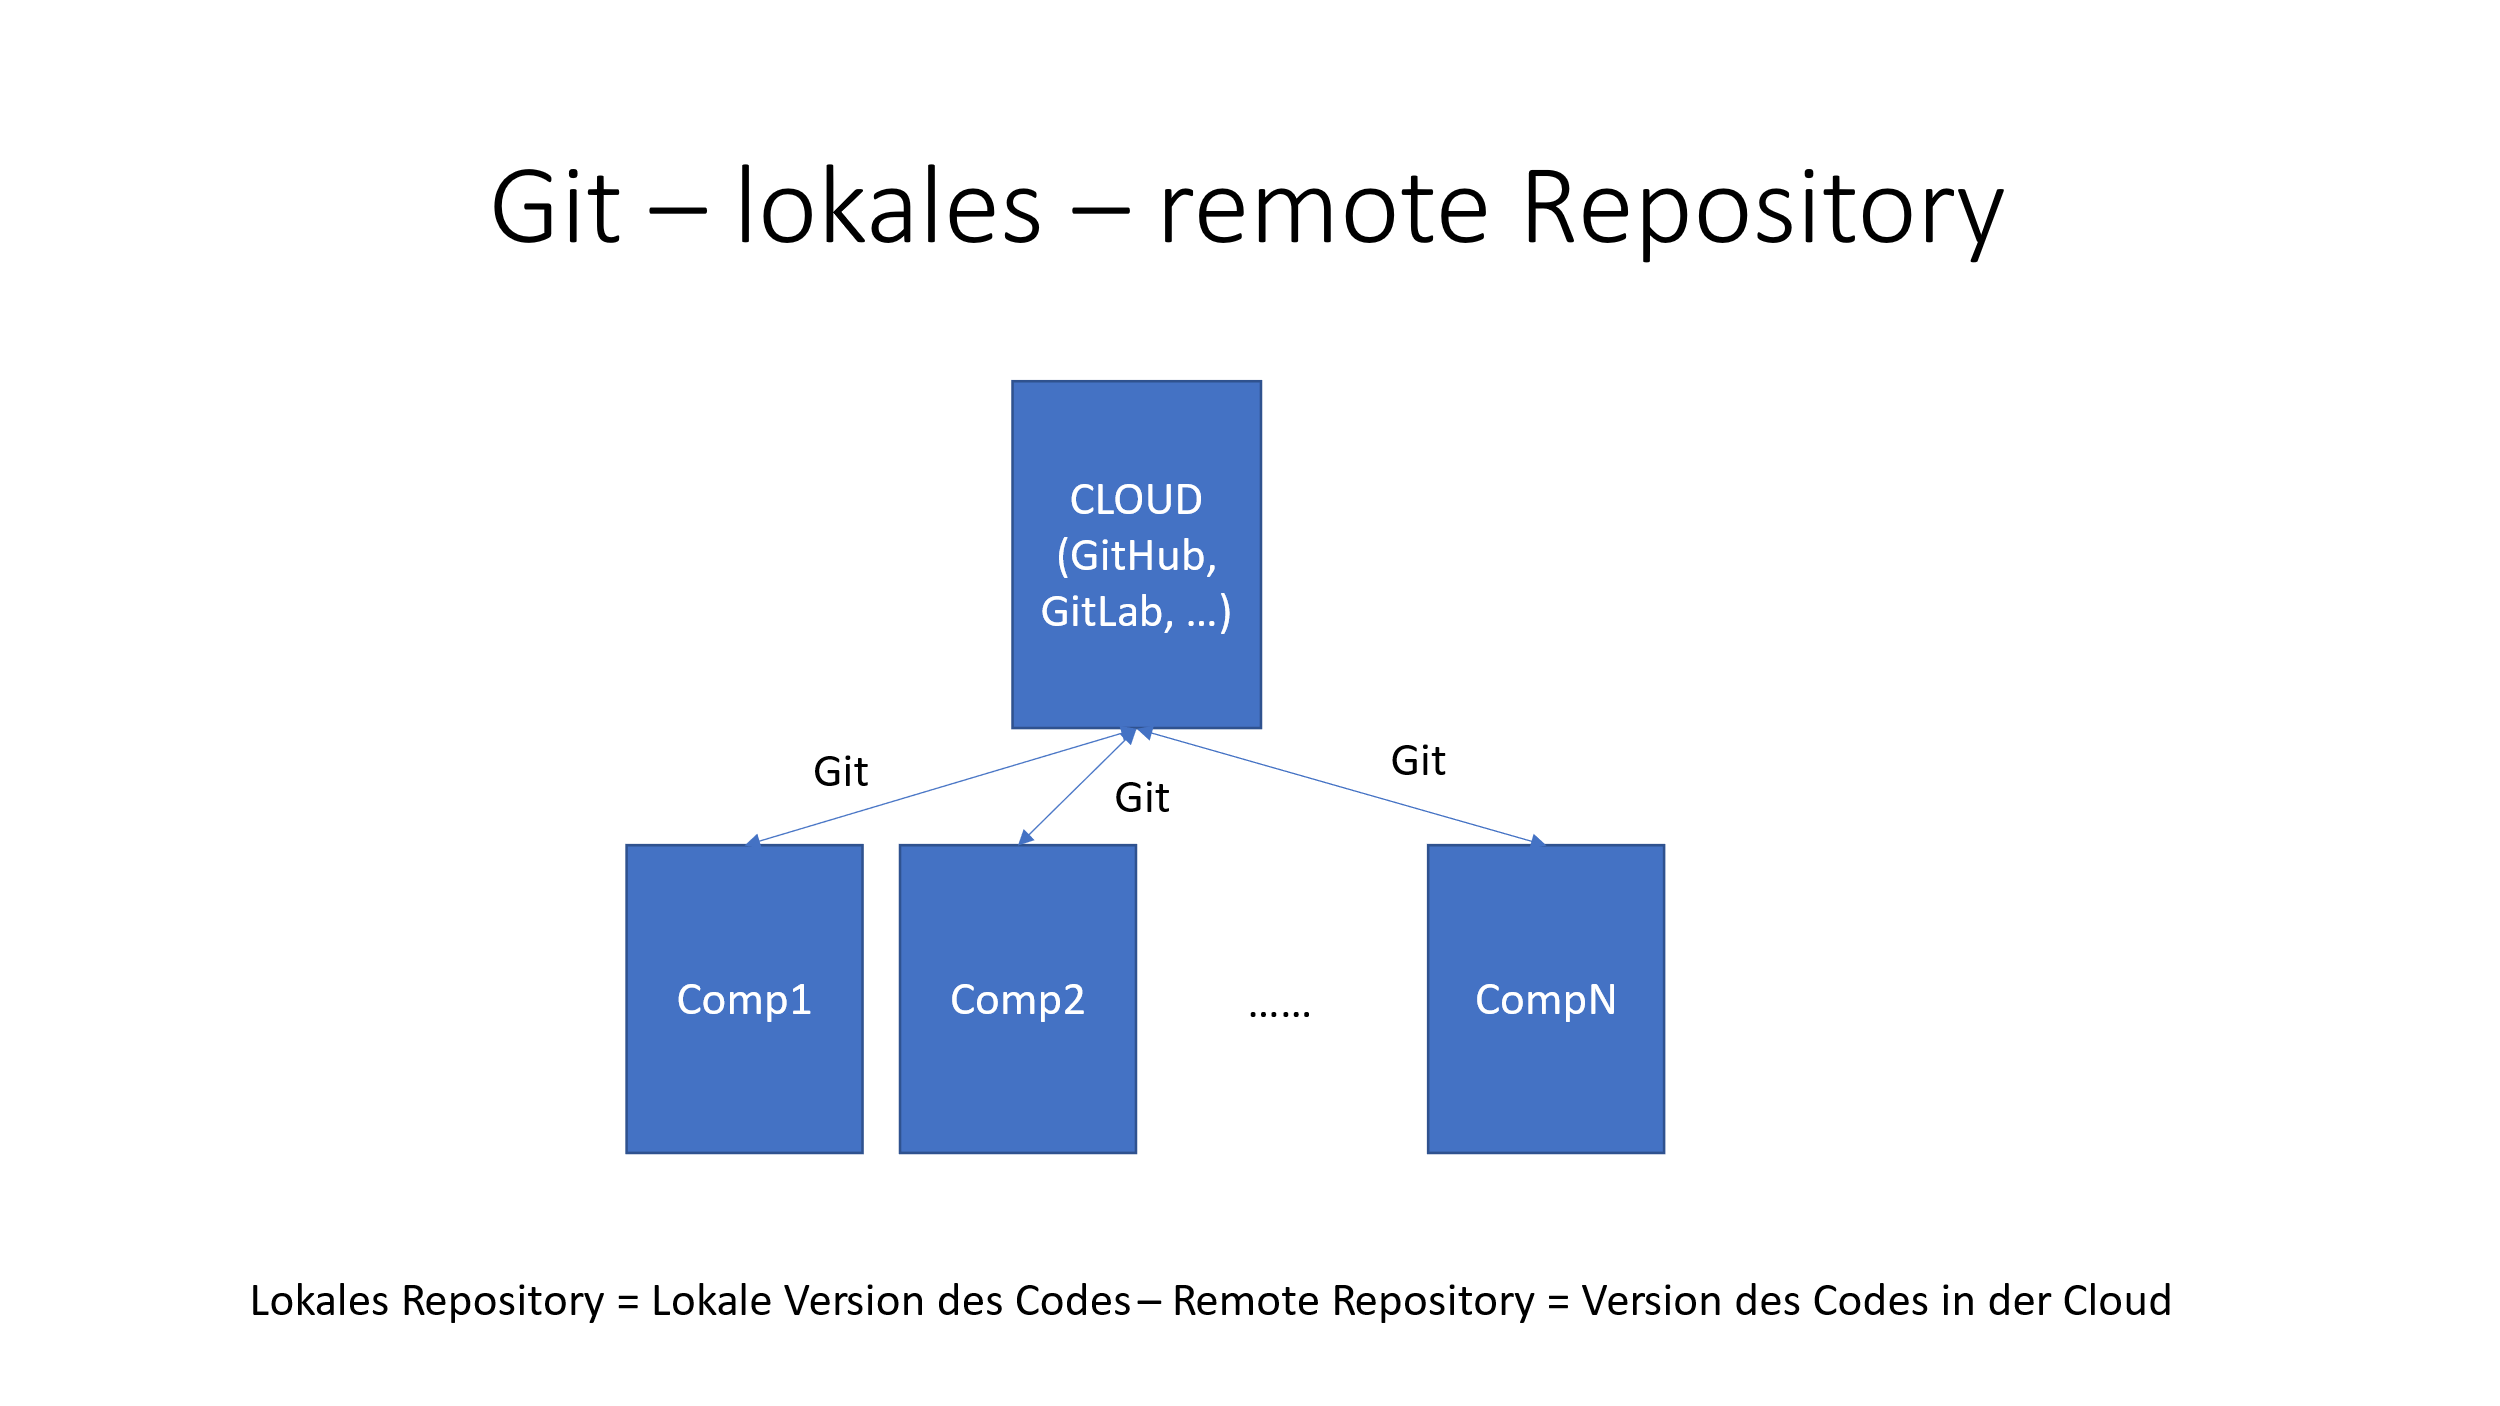 Git – lokales – remote Repository
CLOUD
(GitHub,
GitLab, ...)
Git
Git
Git
Comp1
Comp2
......
CompN
Lokales Repository = Lokale Version des Codes – Remote Repository = Version des Codes in der Cloud